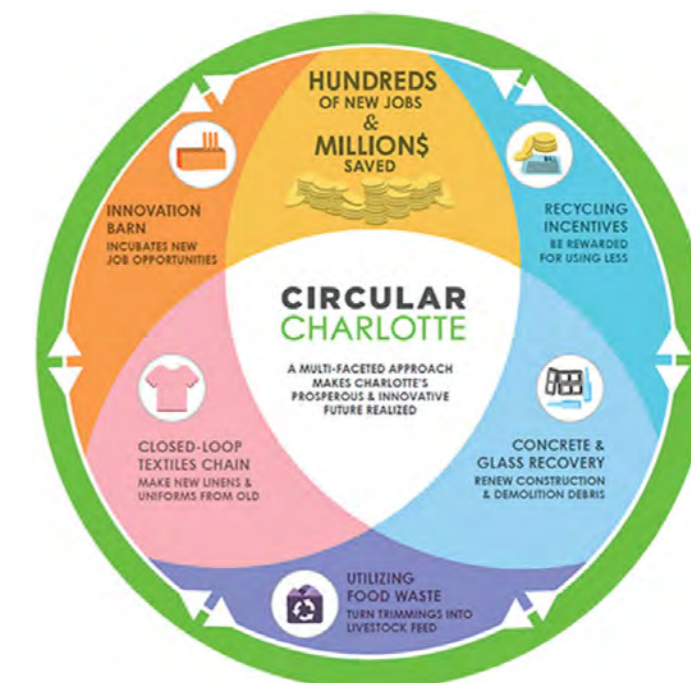 HUNDREDS
OF NEW JOBS
&
MILLION$
SAVED
INNOVATION
BARN
INCUBATES NEW
JOB OPPORTUNITIES
RECYCLING
INCENTIVES
BE REWARDED
FOR USING LESS
CIRCULAR
CHARLOTTE
A MULTI-FACETED APPROACH
MAKES CHARLOTTE'S
PROSPEROUS & INNOVATIVE
FUTURE REALIZED
CLOSED-LOOP
TEXTILES CHAIN
MAKE NEW LINENS &
UNIFORMS FROM OLD
CONCRETE &
GLASS RECOVERY
RENEW CONSTRUCTION
& DEMOLITION DEBRIS
UTILIZING
FOOD WASTE
TURN TRIMMINGS INTO
LIVESTOCK FEED